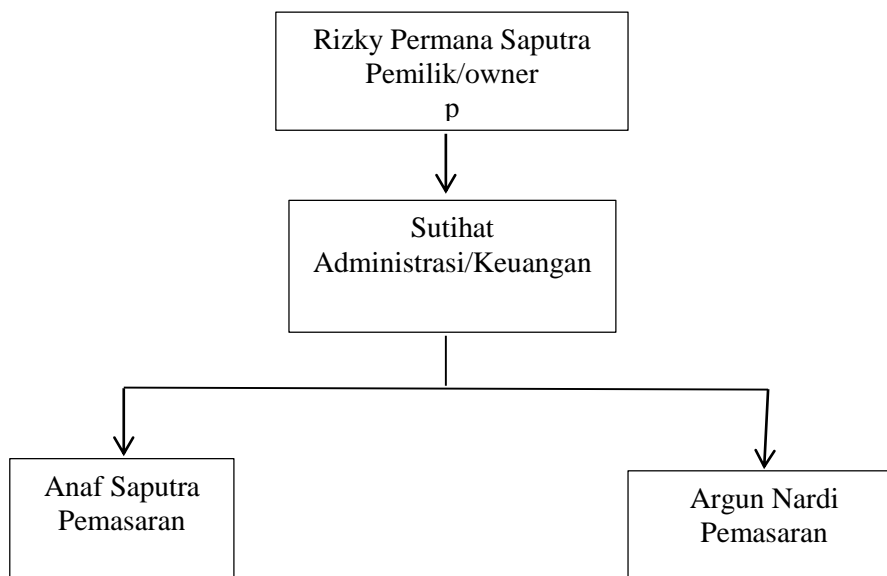 Rizky Permana Saputra
Pemilik/owner
p
Sutihat
Administrasi/Keuangan
Anaf Saputra
Pemasaran
Argun Nardi
Pemasaran